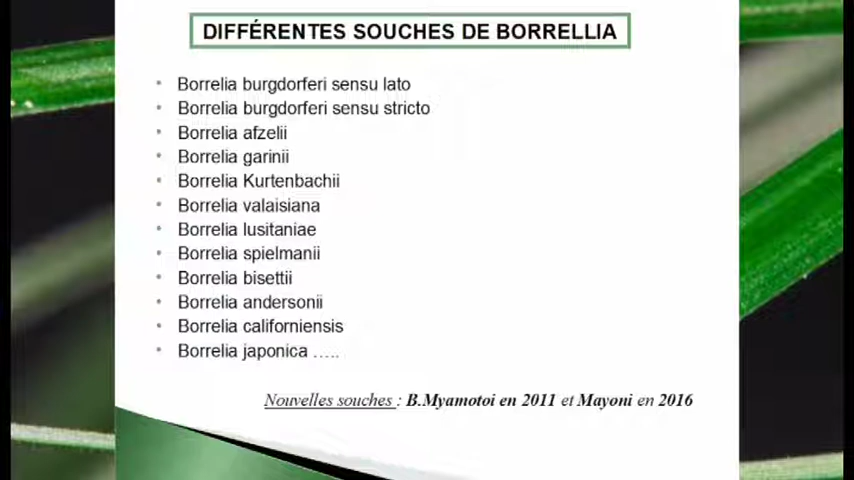 DIFFÉRENTES SOUCHES DE BORRELLIA
• Borrelia burgdorferi sensu lato
• Borrelia burgdorferi sensu stricto
• Borrelia afzelii
• Borrelia garinii
• Borrelia Kurtenbachii
• Borrelia valaisiana
• Borrelia lusitaniae
• Borrelia spielmanii
• Borrelia bisettii
• Borrelia andersonii
• Borrelia californiensis
• Borrelia japonica …..
Nouvelles souches : B.Myamotoi en 2011 et Mayoni en 2016